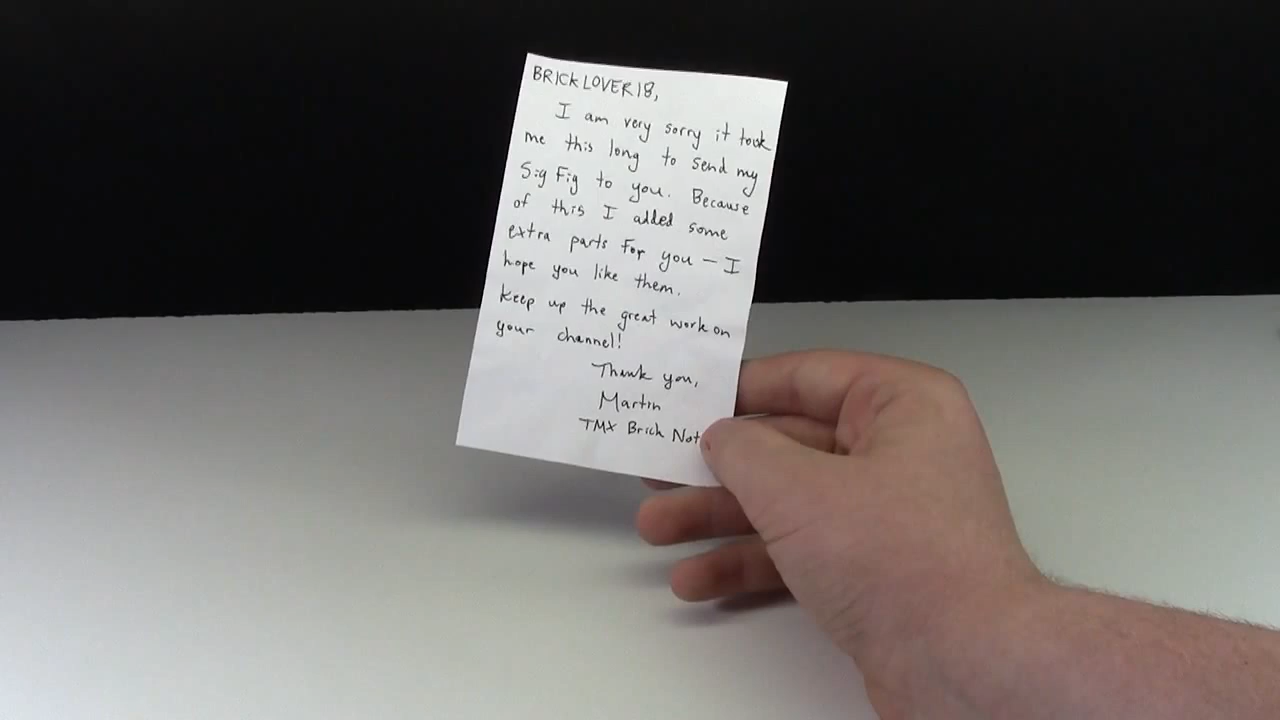 BRICKLOVER18,
I am very sorry it took
me this long to send my
Sig Fig to you. Because
of this I added some
extra parts for you – I
hope you like them.
Keep up the great work on
your channel!
Thank you,
Martin
TMX Brick